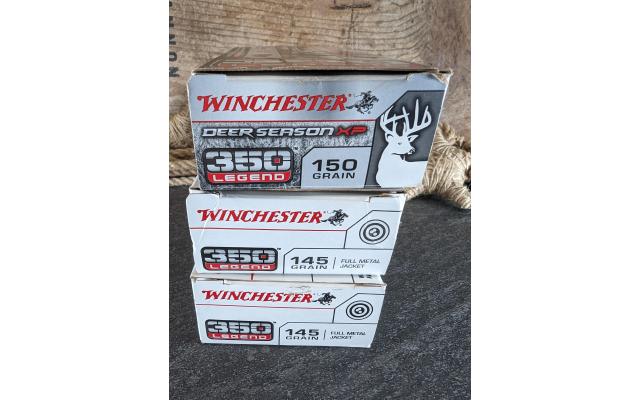 WINCHESTER
DEER SEASON XP
350
LEGEND
150
GRAIN
WINCHESTER
350
LEGEND
145
GRAIN
FULL METAL
JACKET
WINCHESTER
350
LEGEND
145
GRAIN
FULL METAL
JACKET